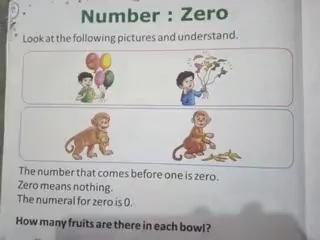 Number : Zero
Look at the following pictures and understand.
The number that comes before one is zero.
Zero means nothing.
The numeral for zero is 0.
How many fruits are there in each bowl?